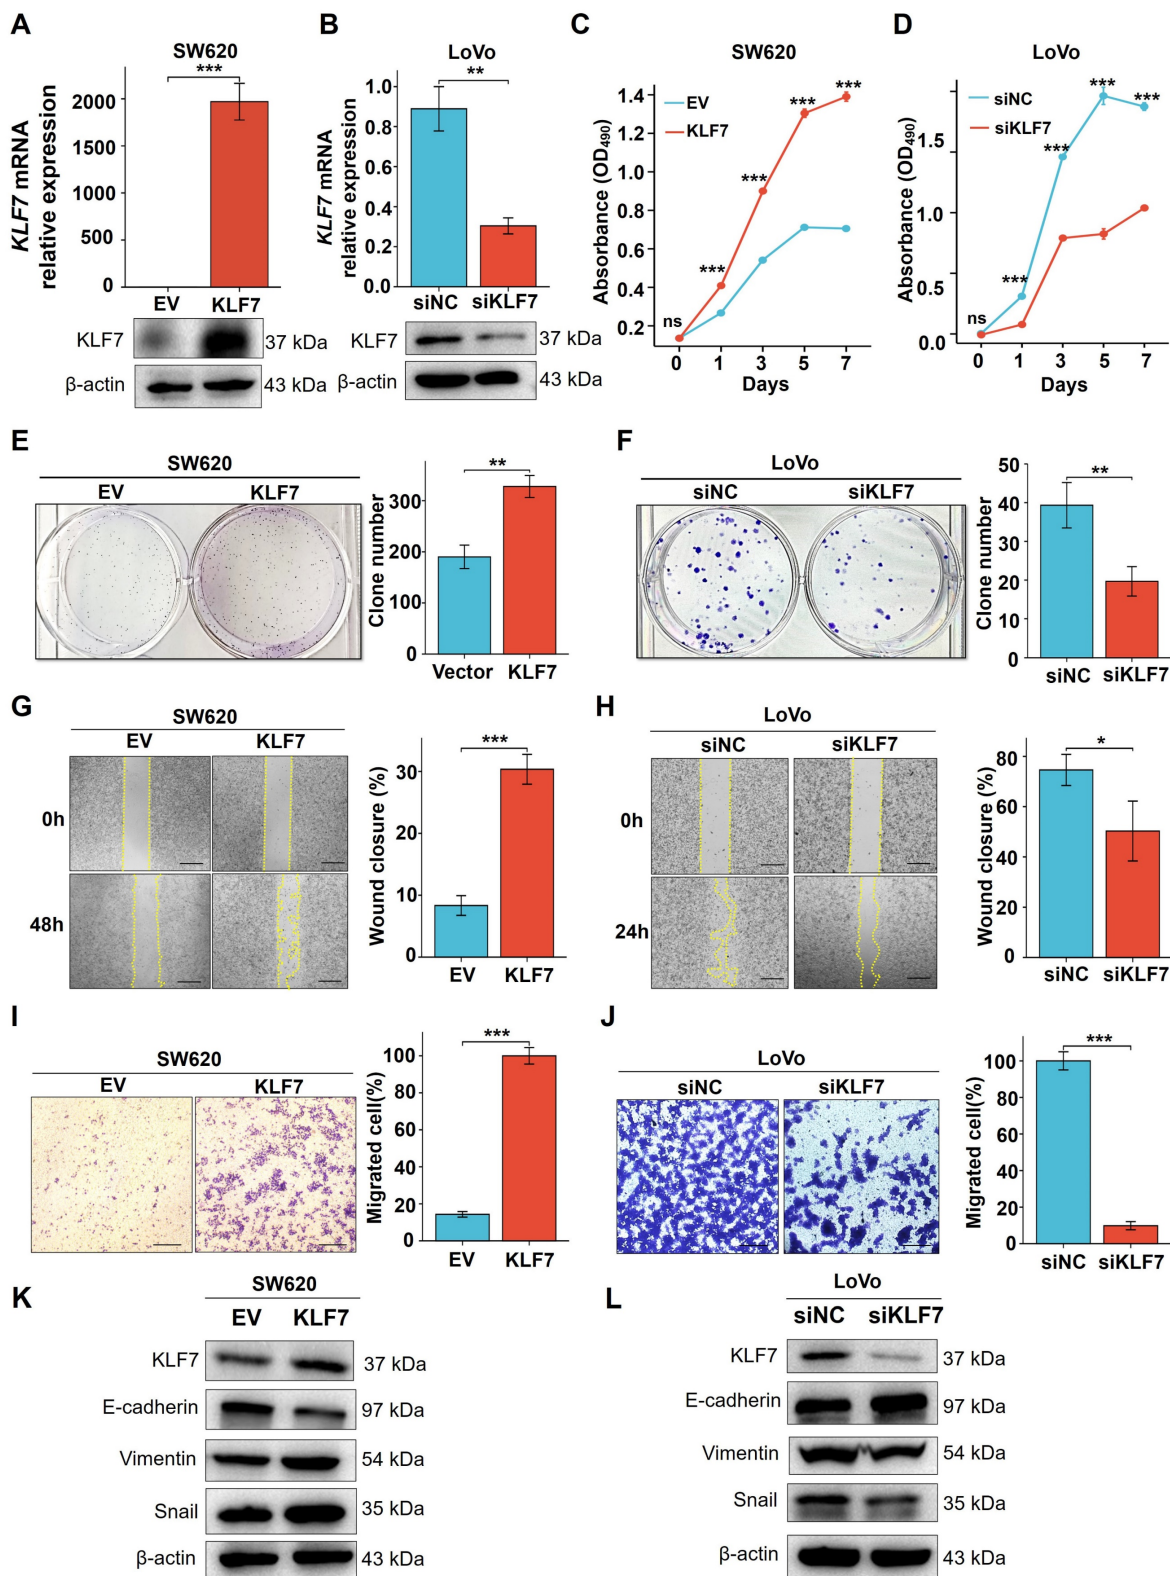 A
SW620
***
KLF7 mRNA
relative expression
2000
1500
1000
500
0
EV KLF7
KLF7 37 kDa
β-actin 43 kDa
B
LoVo
**
KLF7 mRNA
relative expression
1.0
0.8
0.6
0.4
0.2
0.0
siNC siKLF7
KLF7 37 kDa
β-actin 43 kDa
C
SW620
EV
KLF7
Absorbance (OD490)
1.4
1.2
1.0
0.8
0.6
0.4
0.2
ns *** *** *** ***
0 1 3 5 7
Days
D
LoVo
siNC
siKLF7
Absorbance (OD490)
1.5
1.0
0.5
0.0
ns *** *** *** ***
0 1 3 5 7
Days
E
SW620
EV KLF7
**
Clone number
300
200
100
0
Vector KLF7
F
LoVo
siNC siKLF7
**
Clone number
50
40
30
20
10
0
siNC siKLF7
G
SW620
EV KLF7
0h
48h
***
Wound closure (%)
30
20
10
0
EV KLF7
H
LoVo
siNC siKLF7
0h
24h
*
Wound closure (%)
80
60
40
20
0
siNC siKLF7
I
SW620
EV KLF7
***
Migrated cell(%)
100
80
60
40
20
0
EV KLF7
J
LoVo
siNC siKLF7
***
Migrated cell(%)
100
80
60
40
20
0
siNC siKLF7
K
SW620
EV KLF7
KLF7 37 kDa
E-cadherin 97 kDa
Vimentin 54 kDa
Snail 35 kDa
β-actin 43 kDa
L
LoVo
siNC siKLF7
KLF7 37 kDa
E-cadherin 97 kDa
Vimentin 54 kDa
Snail 35 kDa
β-actin 43 kDa